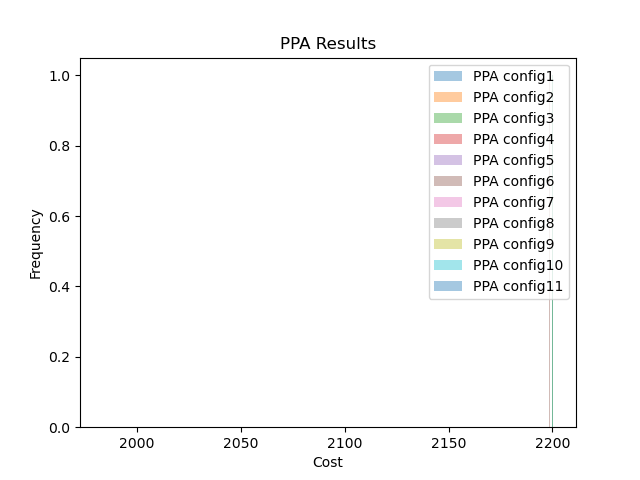 PPA Results
1.0
0.8
0.6
0.4
0.2
0.0
Frequency
PPA config1
PPA config2
PPA config3
PPA config4
PPA config5
PPA config6
PPA config7
PPA config8
PPA config9
PPA config10
PPA config11
2000
2050
2100
2150
2200
Cost